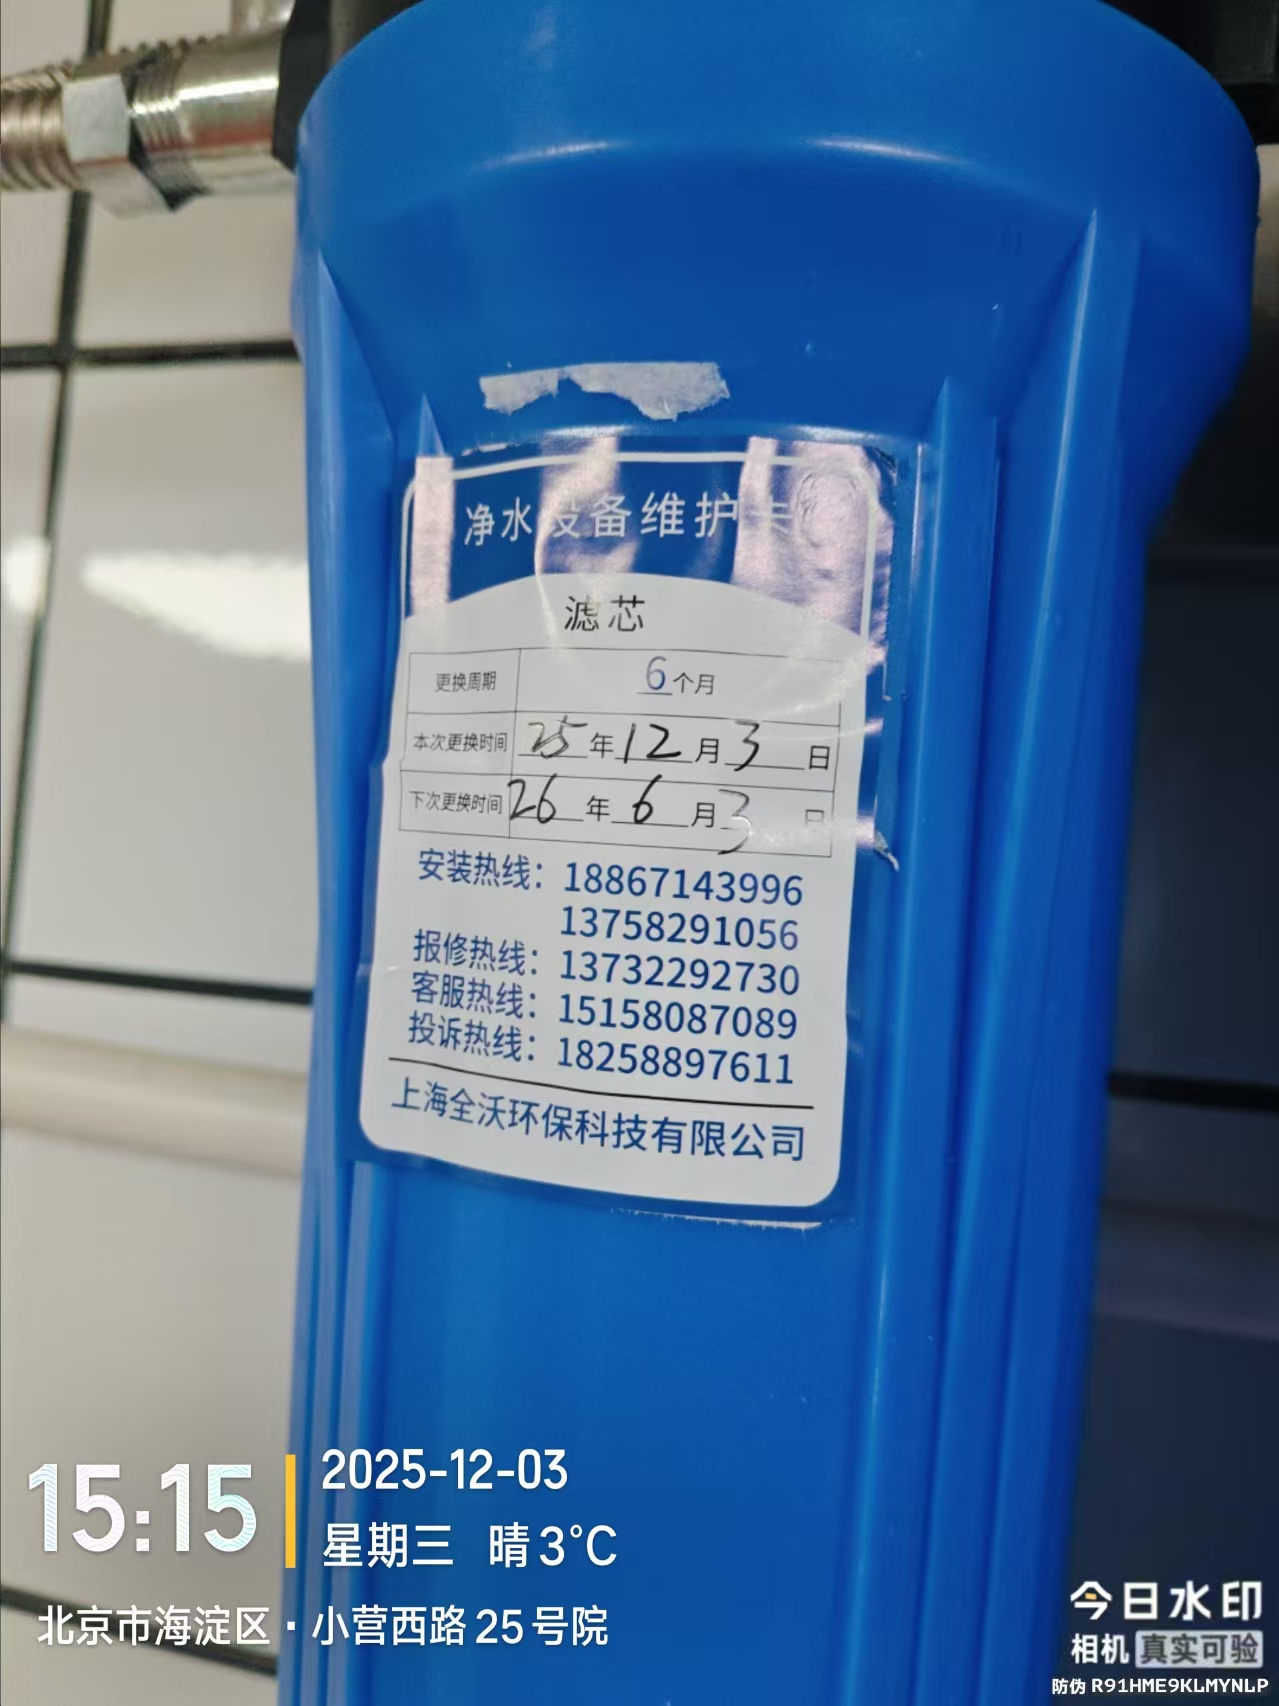 净水设备维护卡
滤芯
更换周期 6个月
本次更换时间 25年12月3日
下次更换时间 26年6月3日
安装热线：18867143996
13758291056
报修热线：13732292730
客服热线：15158087089
投诉热线：18258897611
上海全沃环保科技有限公司
15:15
2025-12-03
星期三 晴 3°C
北京市海淀区·小营西路25号院
今日水印
相机 真实可验
防伪 R91HME9KLMYNLP